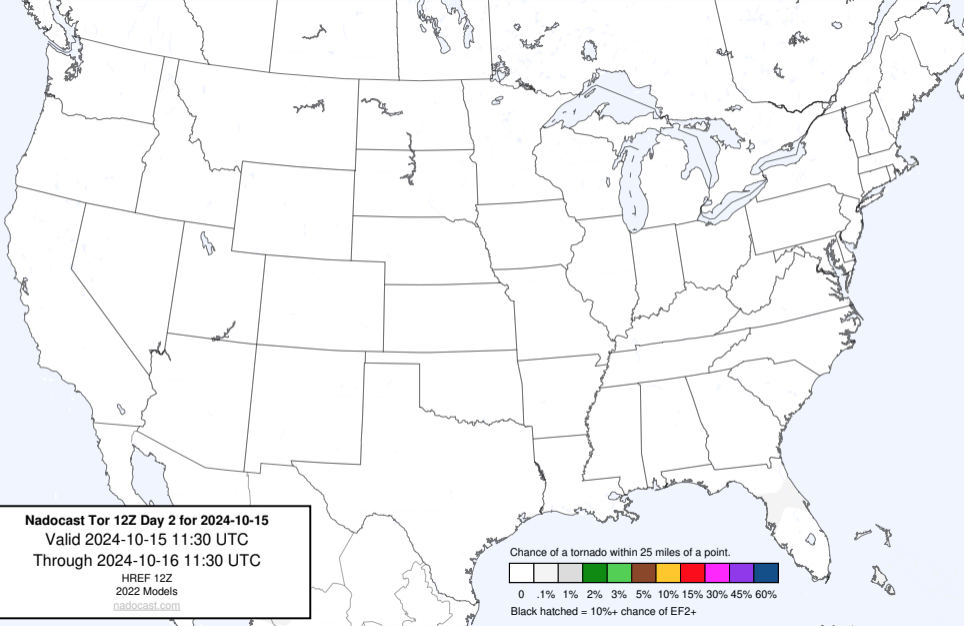 Nadocast Tor 12Z Day 2 for 2024-10-15
Valid 2024-10-15 11:30 UTC
Through 2024-10-16 11:30 UTC
HREF 12Z
2022 Models
nadocast.com
Chance of a tornado within 25 miles of a point.
0 .1% 1% 2% 3% 5% 10% 15% 30% 45% 60%
Black hatched = 10%+ chance of EF2+